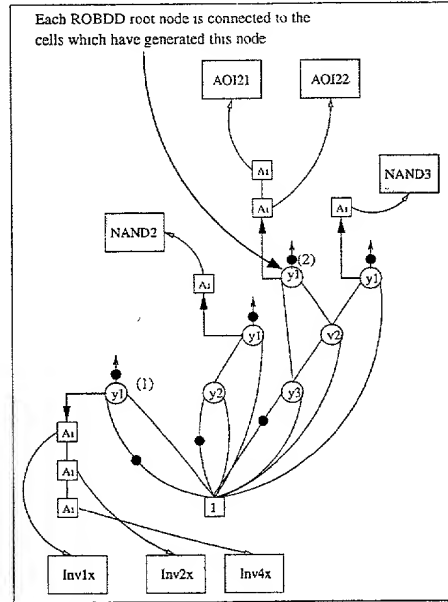 Each ROBDD root node is connected to the
cells which have generated this node
AOI21
AOI22
A1
NAND3
A1
A1
NAND2
(2)
y1
y1
A1
y1
v2
(1)
y1
y2
y3
A1
A1
A1
1
Inv1x
Inv2x
Inv4x